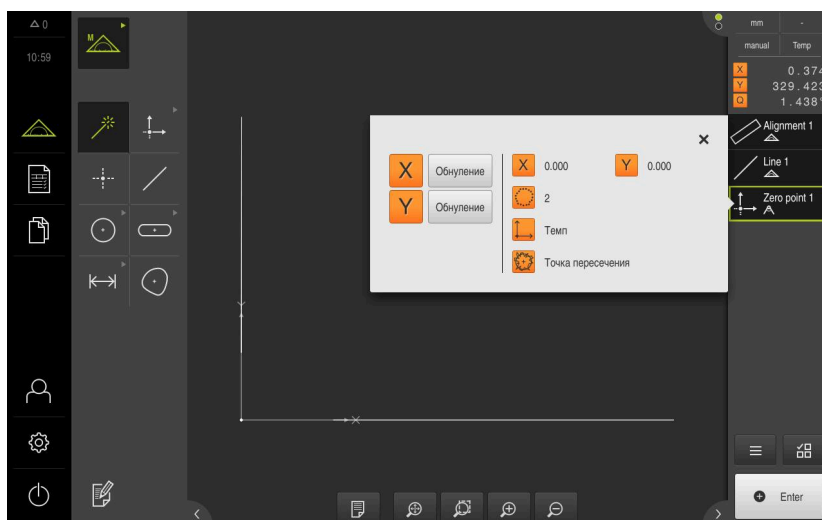 0
10:59
M
mm -
manual Temp
X 0.374
Y 329.423
Q 1.438°
Alignment 1
Line 1
Zero point 1
X Обнуление
Y Обнуление
X 0.000 Y 0.000
2
Темп
Точка пересечения
Y
X
Enter